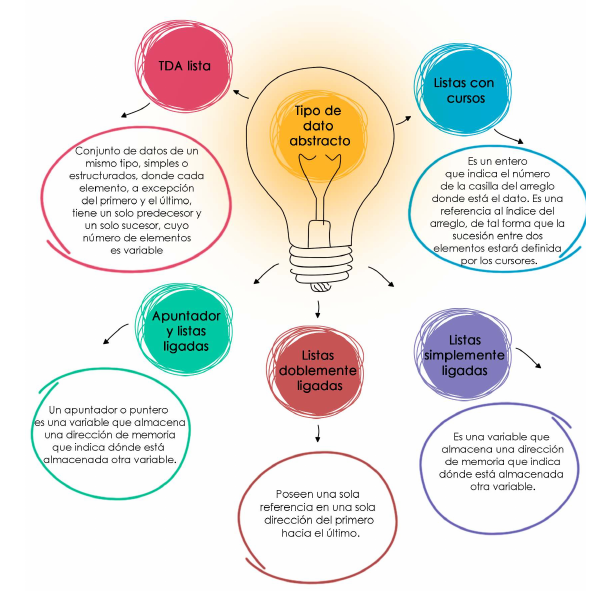 Tipo de
dato
abstracto
TDA lista
Conjunto de datos de un
mismo tipo, simples o
estructurados, donde cada
elemento, a excepción
del primero y el último,
tiene un solo predecesor y
un solo sucesor, cuyo
número de elementos
es variable
Listas con
cursos
Es un entero
que indica el número
de la casilla del arreglo
donde está el dato. Es una
referencia al índice del
arreglo, de tal forma que la
sucesión entre dos
elementos estará definida
por los cursores.
Apuntador
y listas
ligadas
Un apuntador o puntero
es una variable que almacena
una dirección de memoria
que indica dónde está
almacenada otra variable.
Listas
doblemente
ligadas
Poseen una sola
referencia en una sola
dirección del primero
hacia el último.
Listas
simplemente
ligadas
Es una variable que
almacena una dirección
de memoria que indica
dónde está almacenada
otra variable.